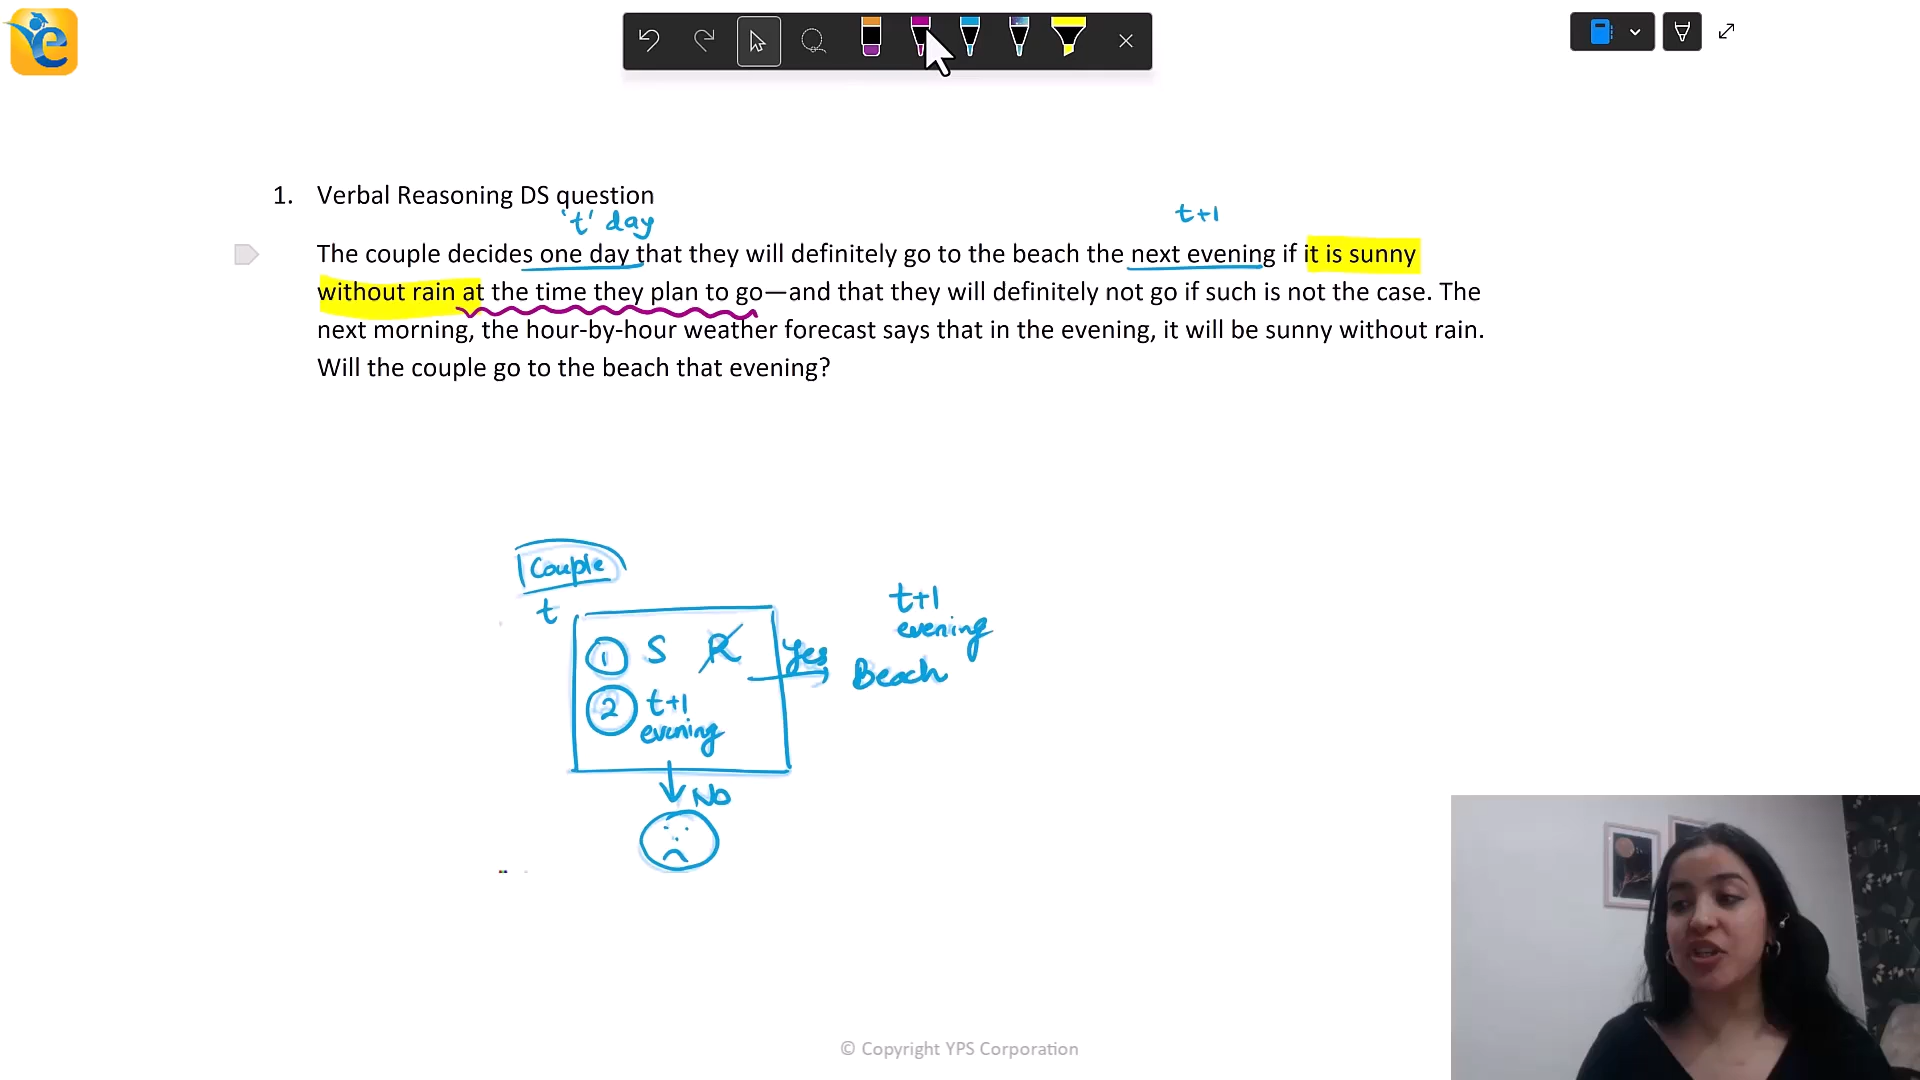 1. Verbal Reasoning DS question
't' day
t+1
The couple decides one day that they will definitely go to the beach the next evening if it is sunny
without rain at the time they plan to go—and that they will definitely not go if such is not the case. The
next morning, the hour-by-hour weather forecast says that in the evening, it will be sunny without rain.
Will the couple go to the beach that evening?
Couple
t
t+1
evening
1 S R
Yes
Beach
2 t+1
evening
No
© Copyright YPS Corporation